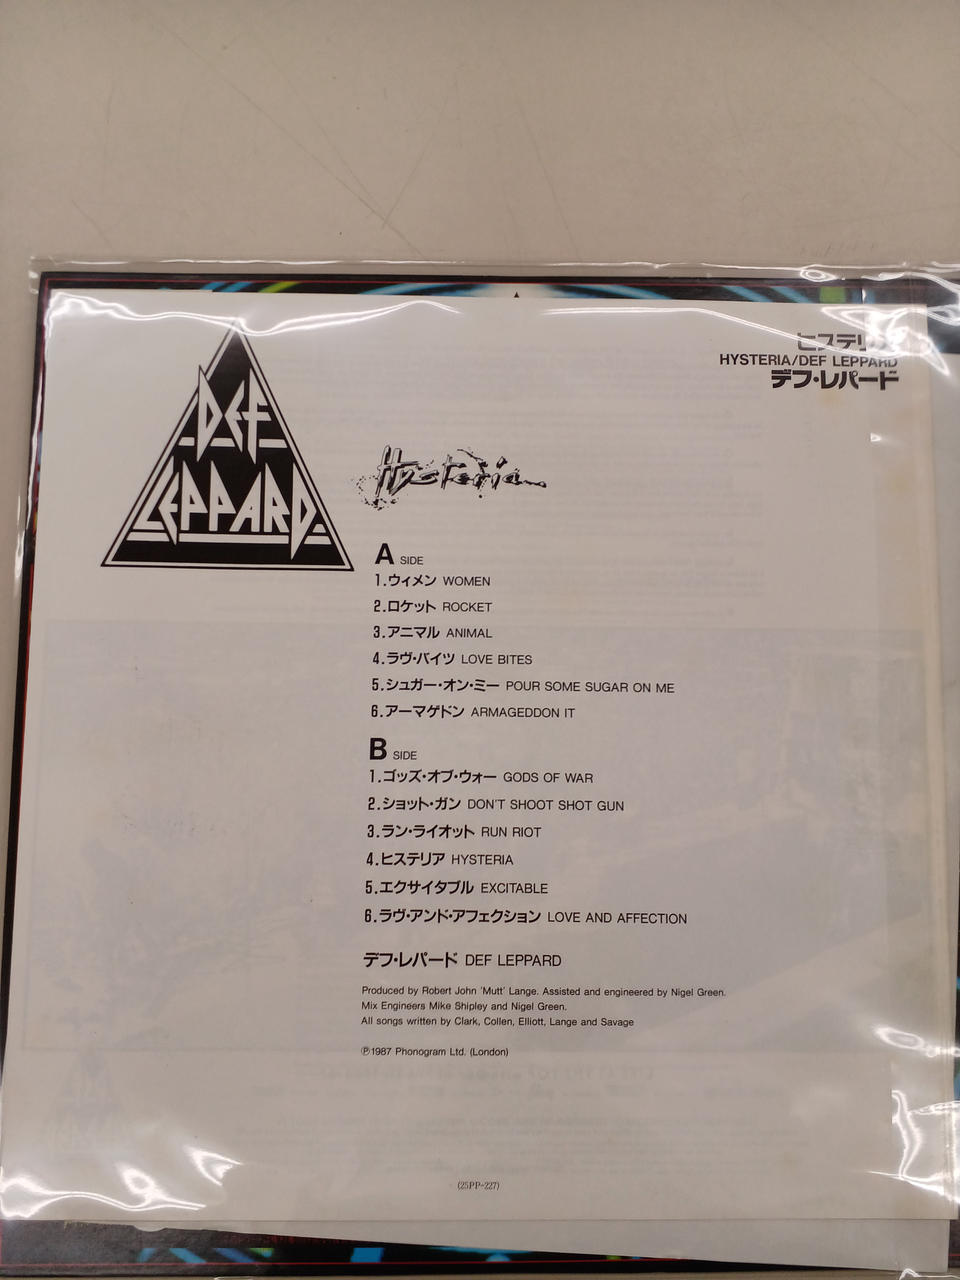 ヒステリア
HYSTERIA/DEF LEPPARD
デフ・レパード
DEF
LEPPARD
Hysteria
A SIDE
1.ウィメン WOMEN
2.ロケット ROCKET
3.アニマル ANIMAL
4.ラヴ・バイツ LOVE BITES
5.シュガー・オン・ミー POUR SOME SUGAR ON ME
6.アーマゲドン ARMAGEDDON IT
B SIDE
1.ゴッズ・オブ・ウォー GODS OF WAR
2.ショット・ガン DON'T SHOOT SHOT GUN
3.ラン・ライオット RUN RIOT
4.ヒステリア HYSTERIA
5.エクサイタブル EXCITABLE
6.ラヴ・アンド・アフェクション LOVE AND AFFECTION
デフ・レパード DEF LEPPARD
Produced by Robert John 'Mutt' Lange. Assisted and engineered by Nigel Green.
Mix Engineers Mike Shipley and Nigel Green.
All songs written by Clark, Collen, Elliott, Lange and Savage
℗1987 Phonogram Ltd. (London)
(25PP-227)